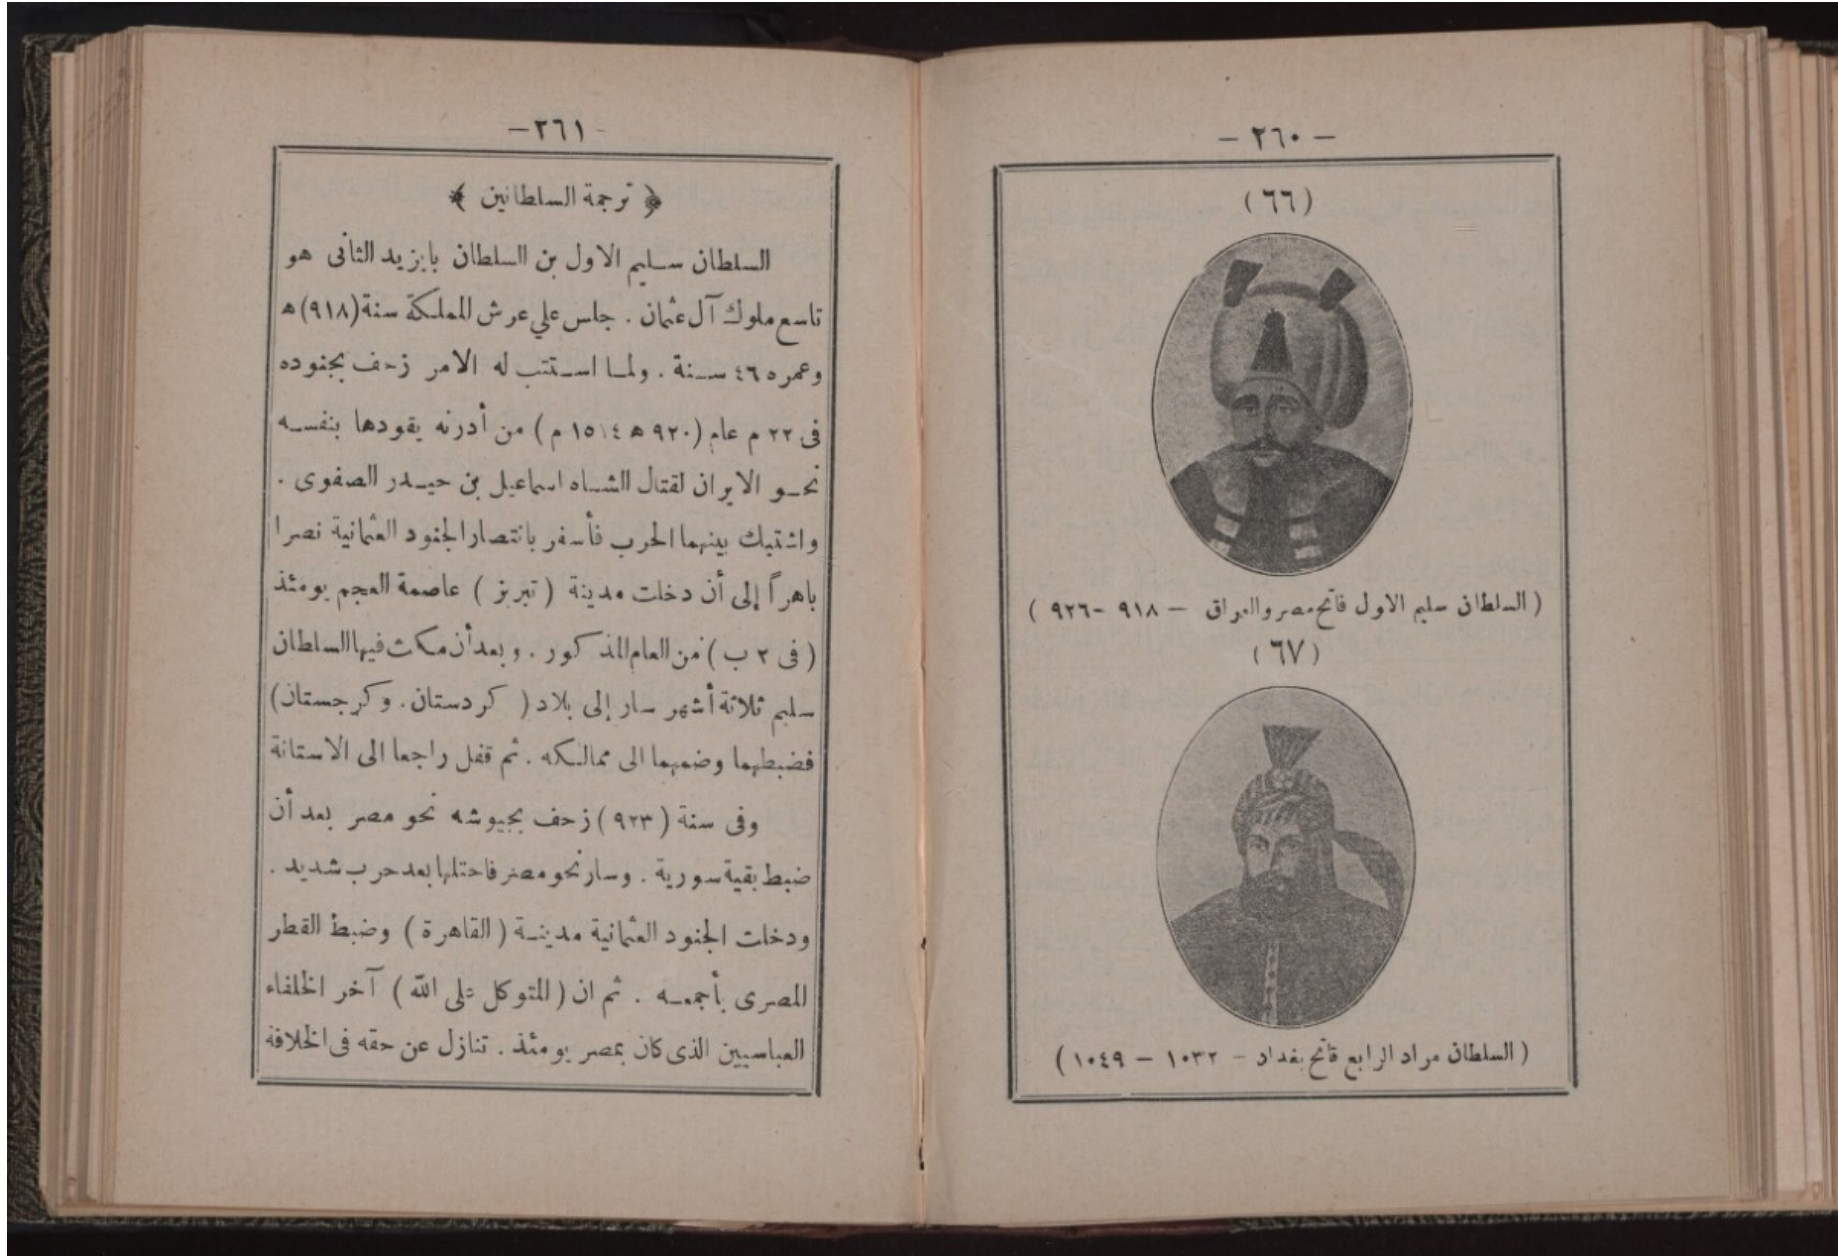 — ٢٦٠ —
(٦٦)
( السلطان سليم الاول فاتح مصر والعراق — ٩١٨ -٩٢٦ )
(٦٧)
( السلطان مراد الرابع فاتح بغداد — ١٠٣٢ — ١٠٤٩ )
- ٢٦١ —
﴿ ترجمة السلطانين ﴾
السلطان سليم الاول بن السلطان بايزيد الثانى هو
تاسع ملوك آل عثمان . جلس علي عرش المملكة سنة (٩١٨) ه
وعمره ٤٦ سنة . ولما استتب له الامر زحف بجنوده
فى ٢٢ م عام (٩٢٠ ه ١٥١٤ م ) من أدرنه يقودها بنفسه
نحو الايران لقتال الشاه اسماعيل بن حيدر الصفوى .
واشتبك بينهما الحرب فأسفر بانتصار الجنود العثمانية نصرا
باهراً إلى أن دخلت مدينة ( تبريز ) عاصمة العجم يومئذ
( فى ٢ ب ) من العام المذكور . وبعد أن مكث فيها السلطان
سليم ثلاثة أشهر سار إلى بلاد ( كردستان . وكرجستان )
فضبطهما وضمهما الى ممالكه . ثم قفل راجعا الى الاستانة
وفى سنة ( ٩٢٣ ) زحف بجيوشه نحو مصر بعد أن
ضبط بقية سورية . وسار نحو مصر فاحتلها بعد حرب شديد .
ودخلت الجنود العثمانية مدينة ( القاهرة ) وضبط القطر
المصرى بأجمعه . ثم ان ( المتوكل على الله ) آخر الخلفاء
العباسيين الذى كان بمصر يومئذ . تنازل عن حقه فى الخلافة